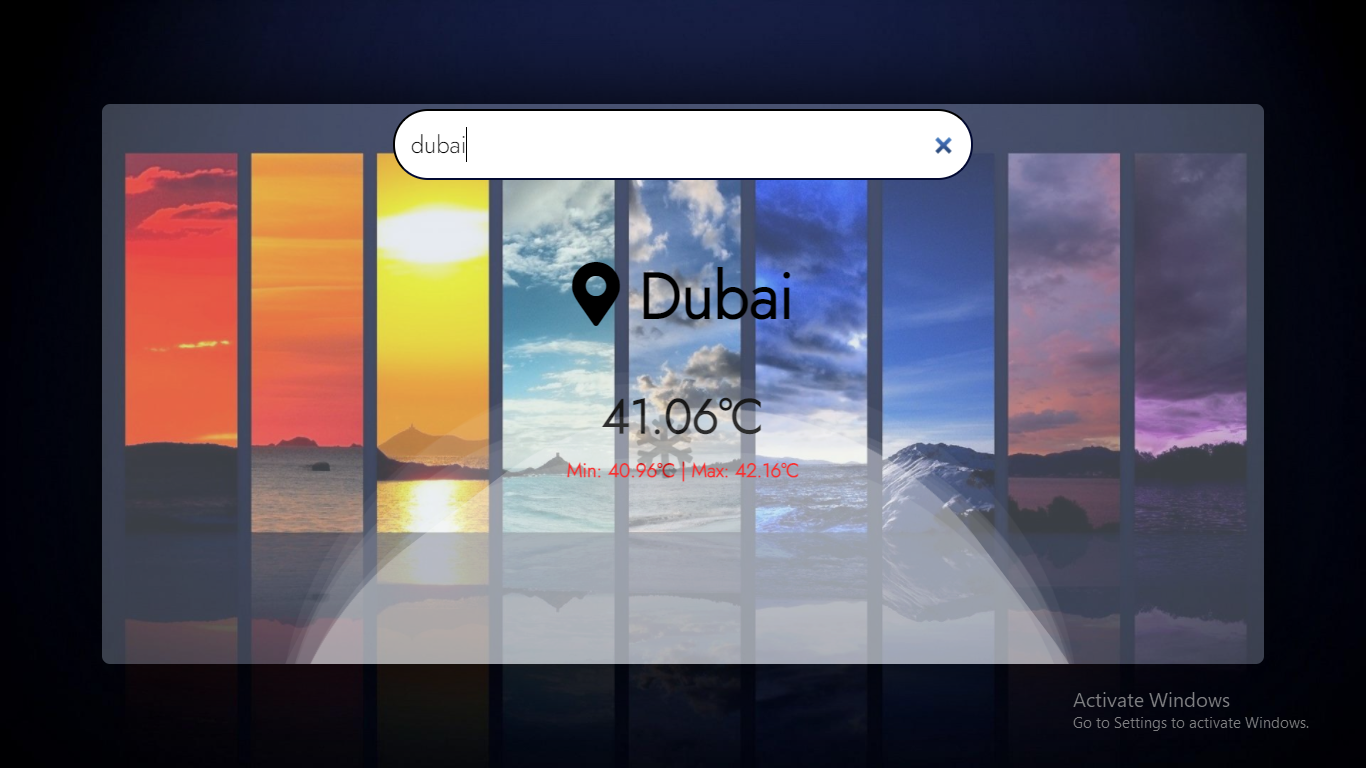 dubai
Dubai
41.06°C
Min: 40.96°C | Max: 42.16°C
Activate Windows
Go to Settings to activate Windows.